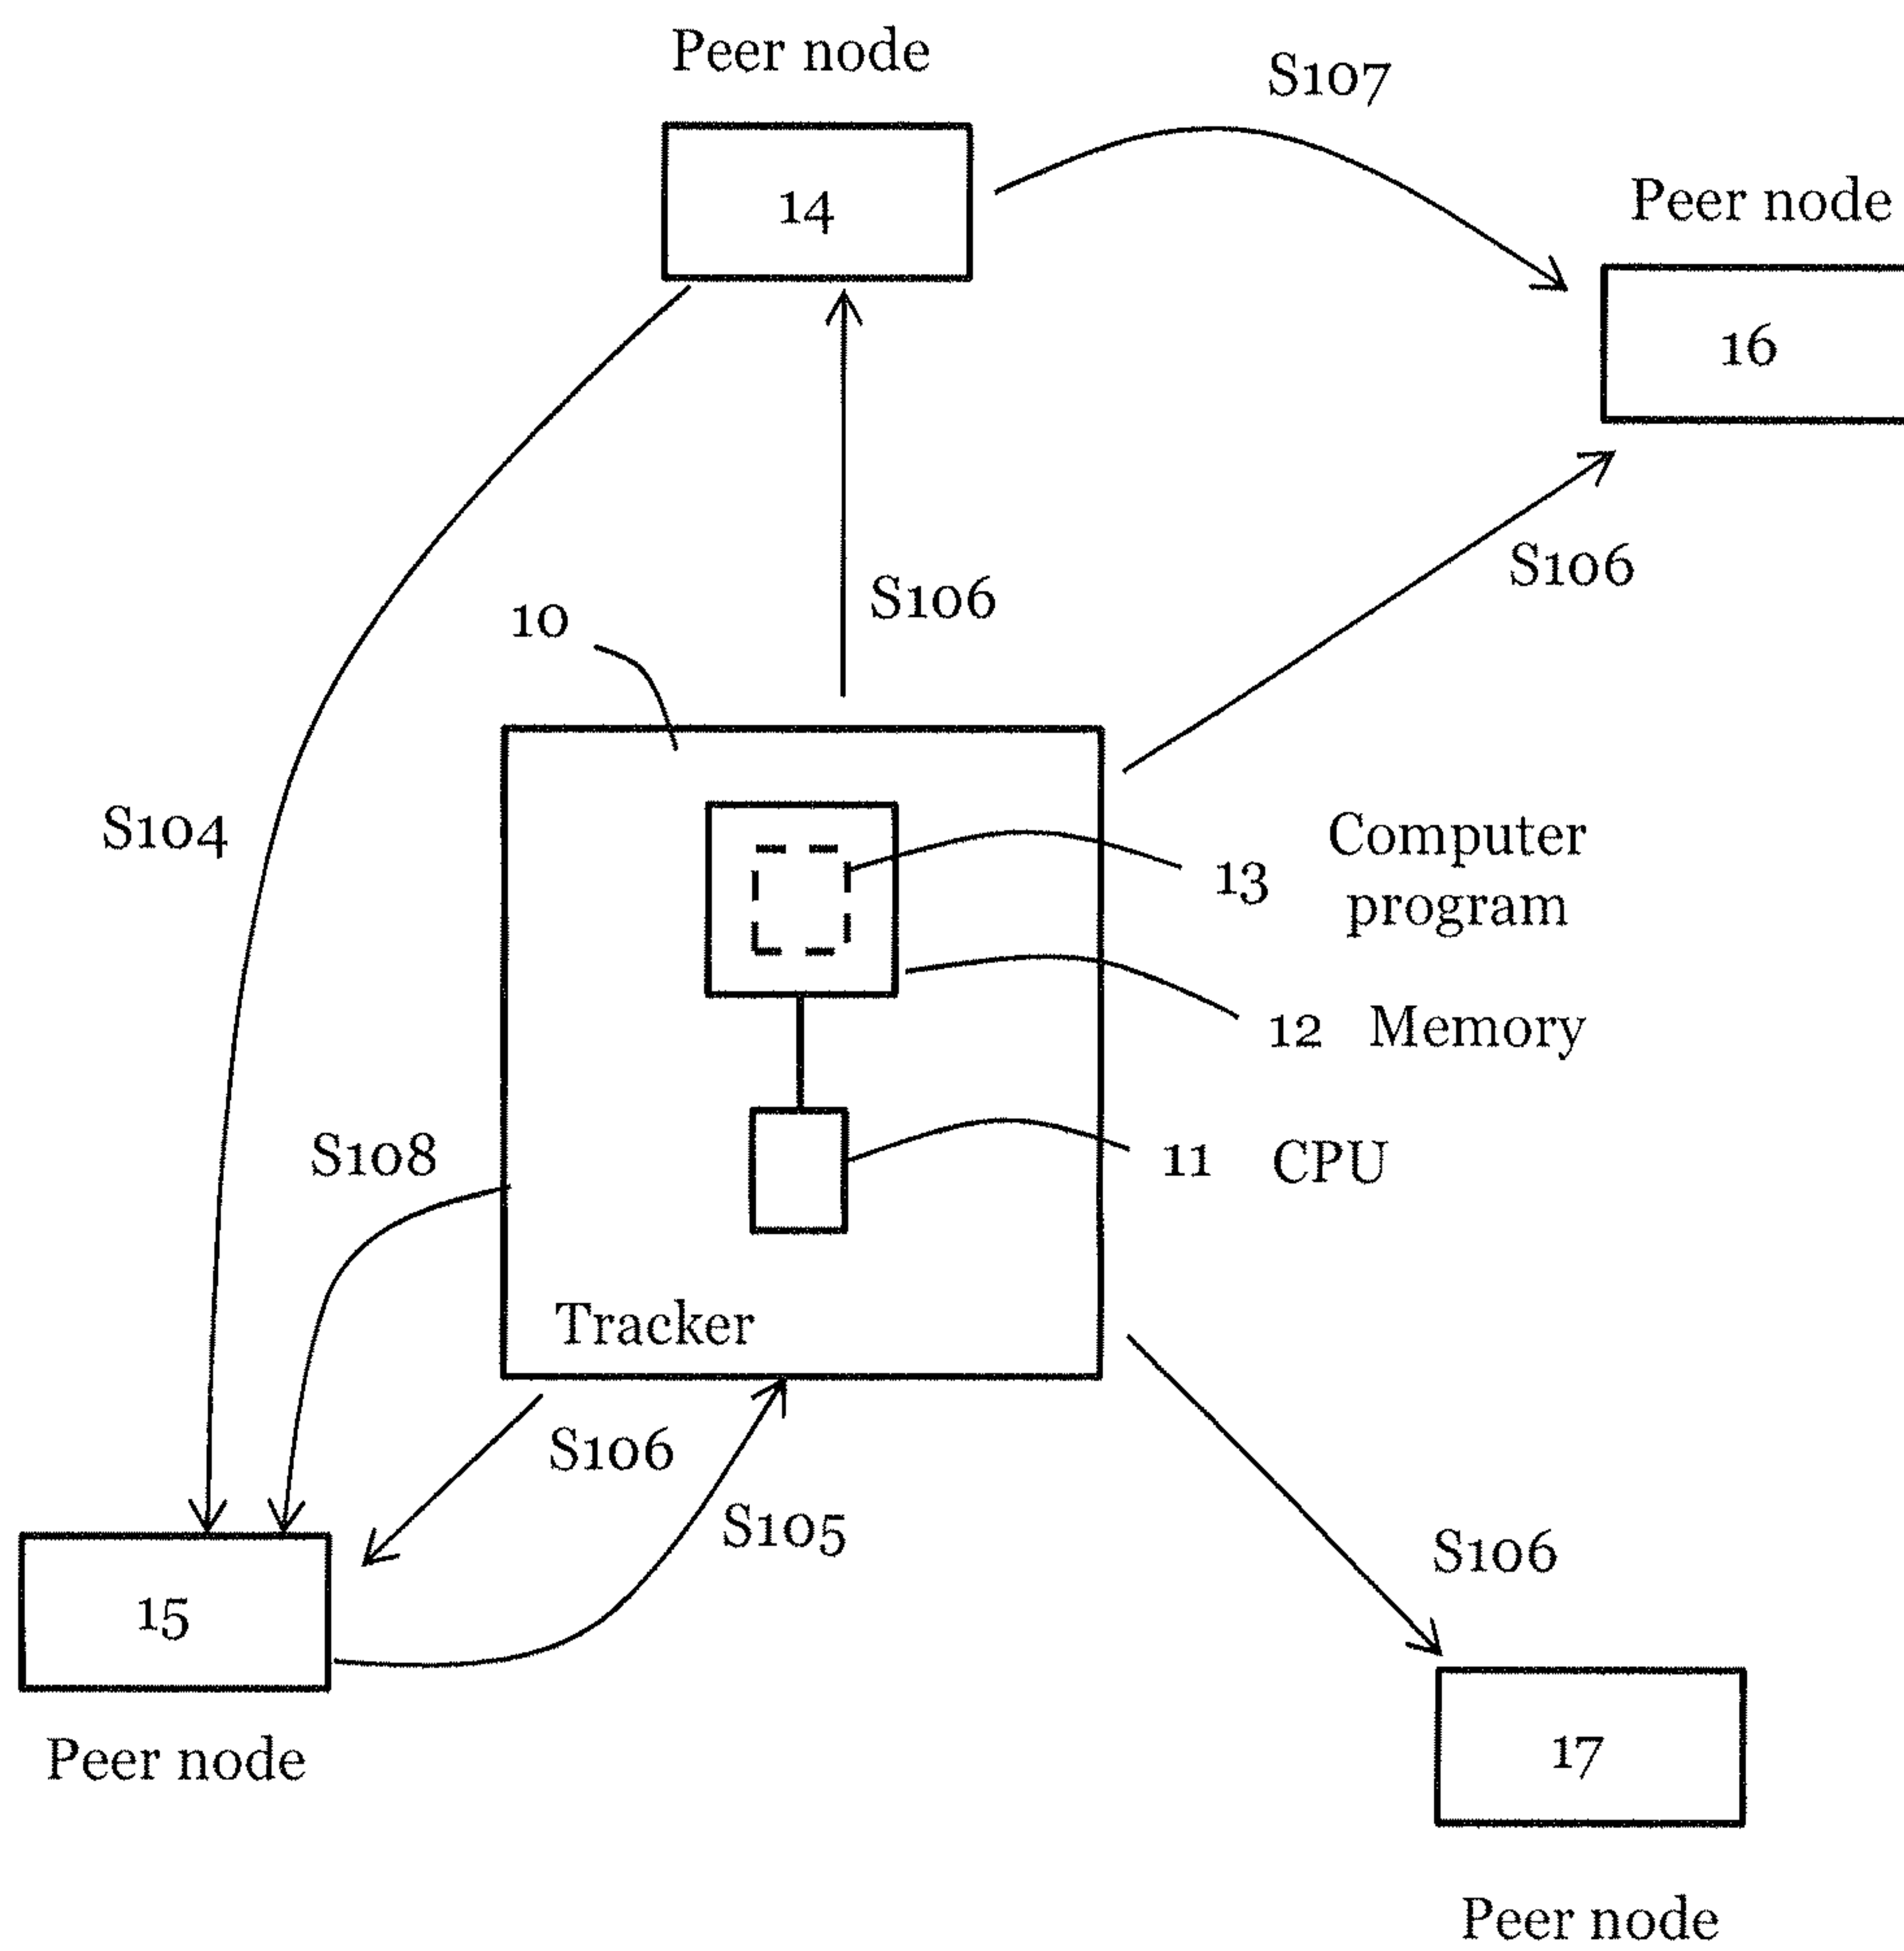 Peer node
S107
14
Peer node
16
S106
10
S106
S104
Computer
program
13
12 Memory
S108
11 CPU
Tracker
S106
S105
S106
15
Peer node
17
Peer node